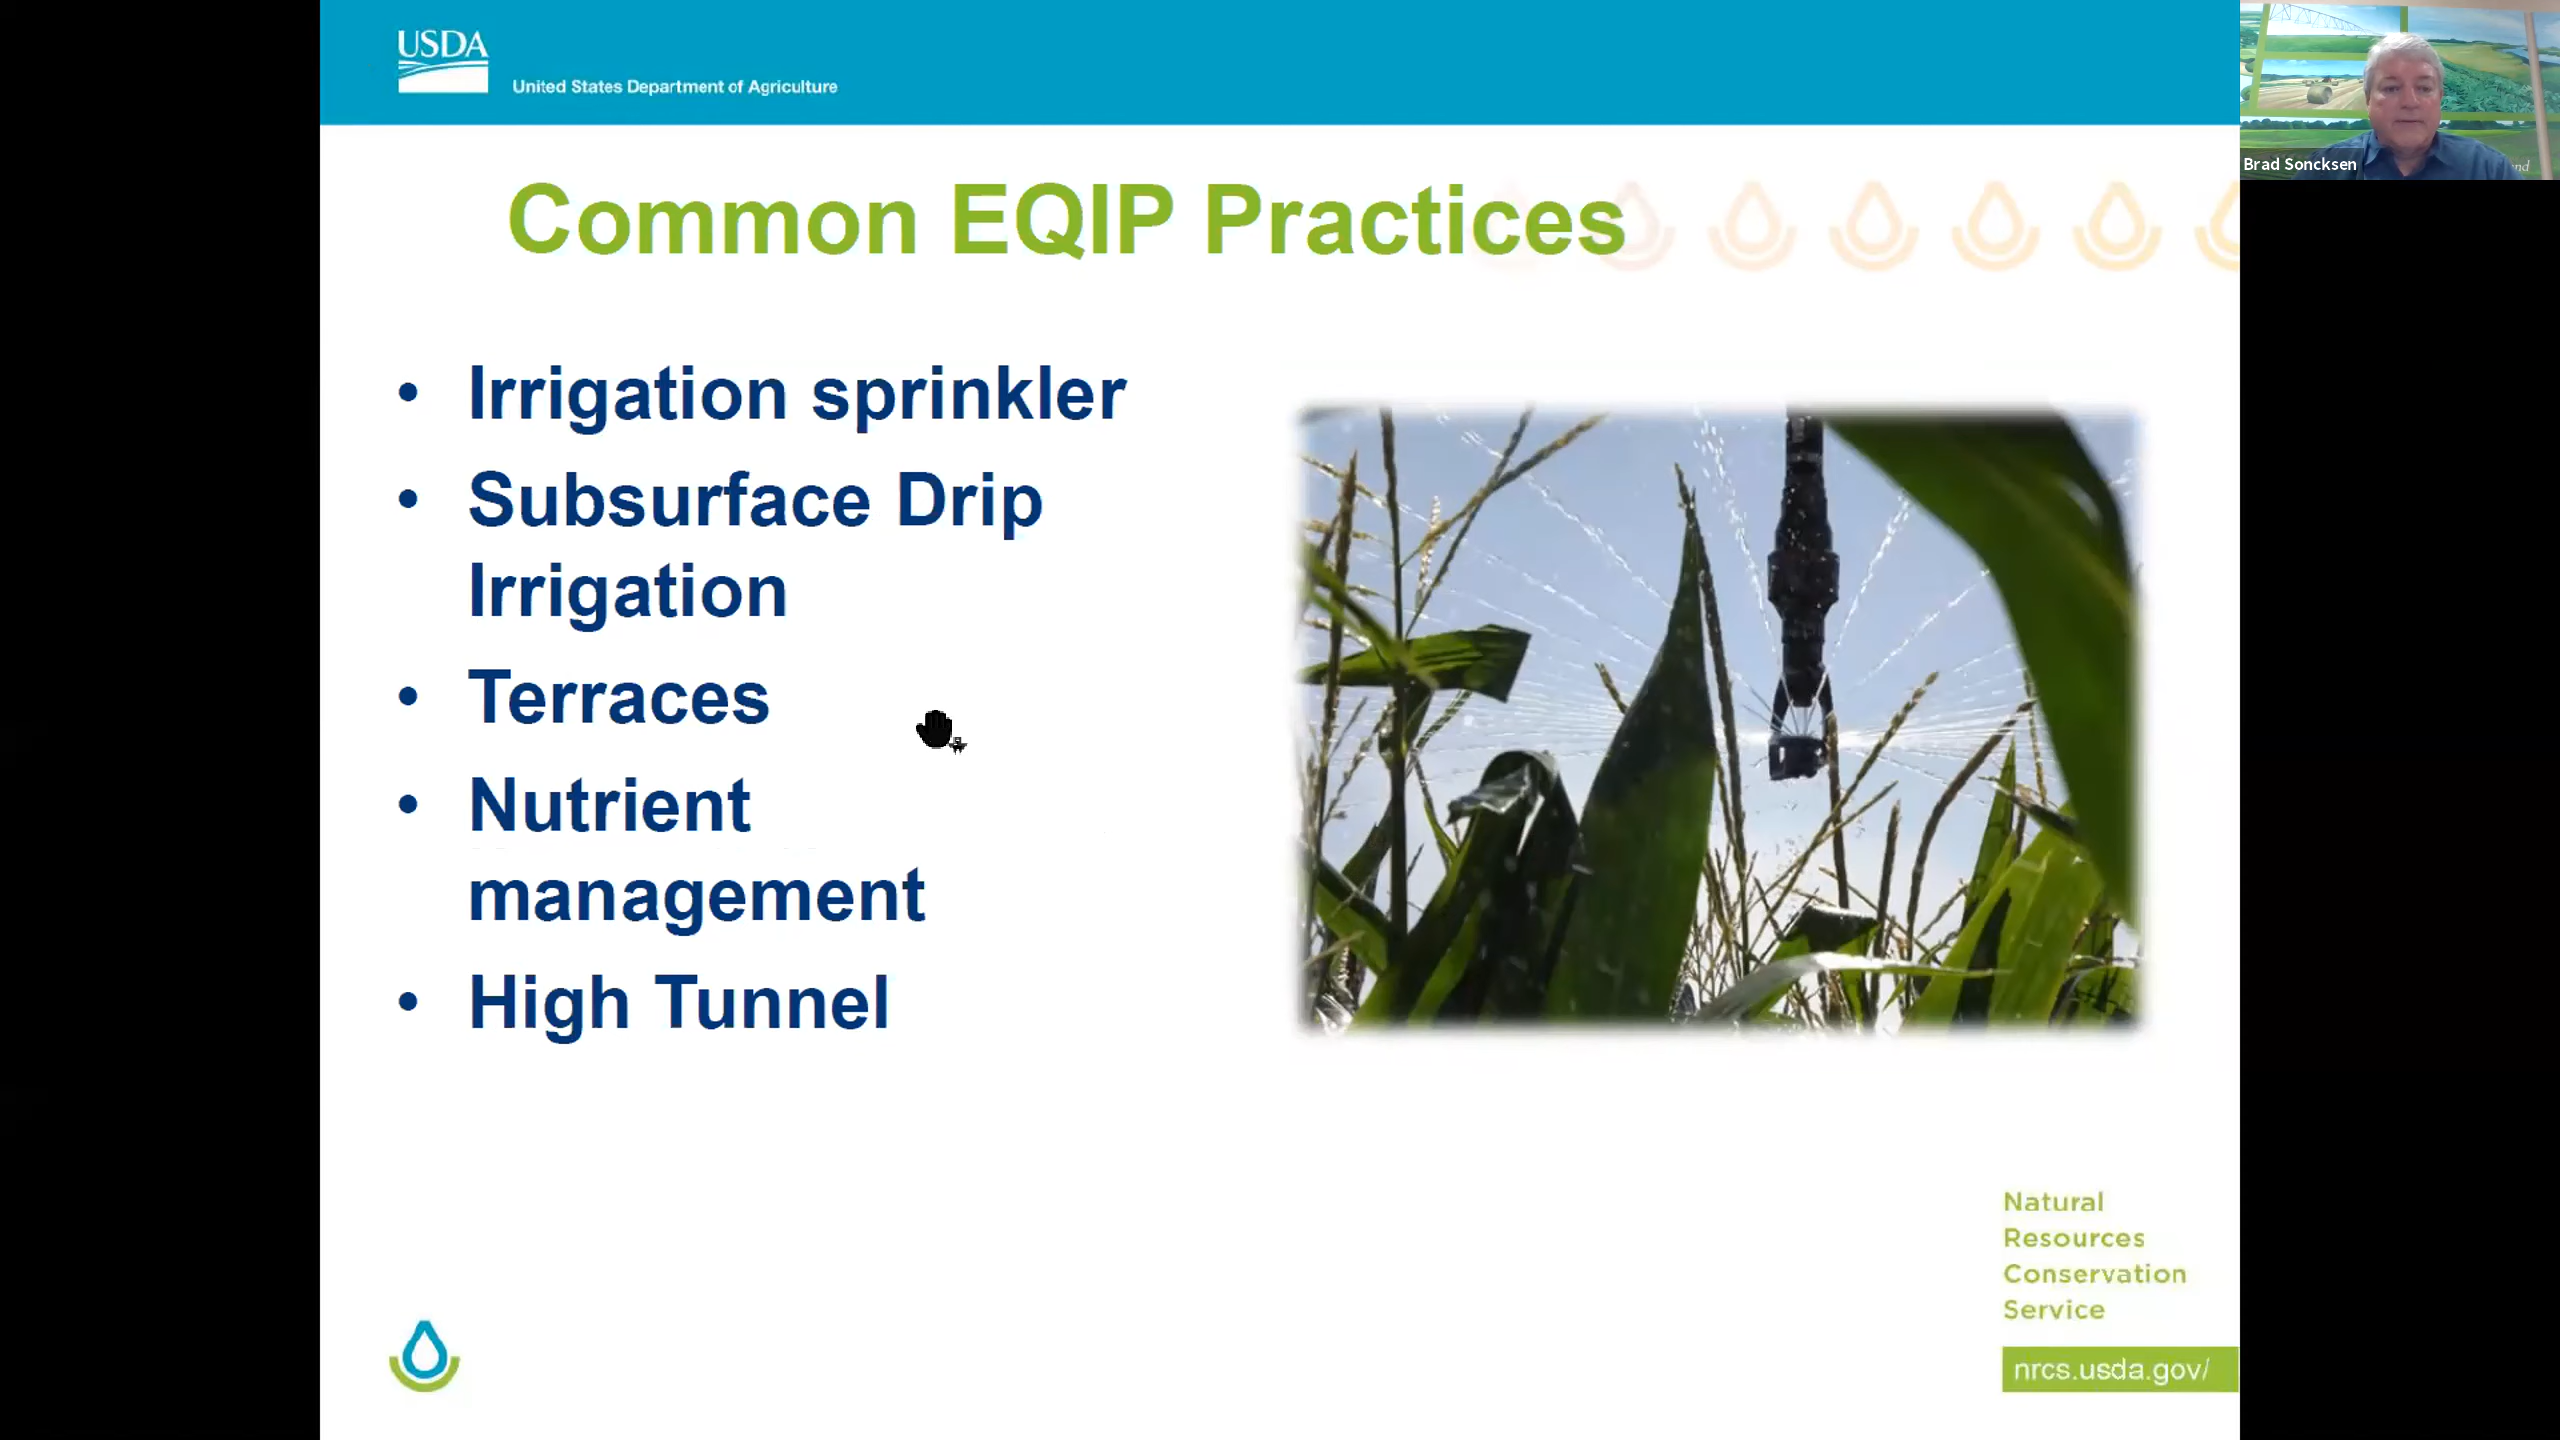 USDA
United States Department of Agriculture
Brad Soncksen
nd
Common EQIP Practices
• Irrigation sprinkler
• Subsurface Drip
Irrigation
• Terraces
• Nutrient
management
• High Tunnel
Natural
Resources
Conservation
Service
nrcs.usda.gov/